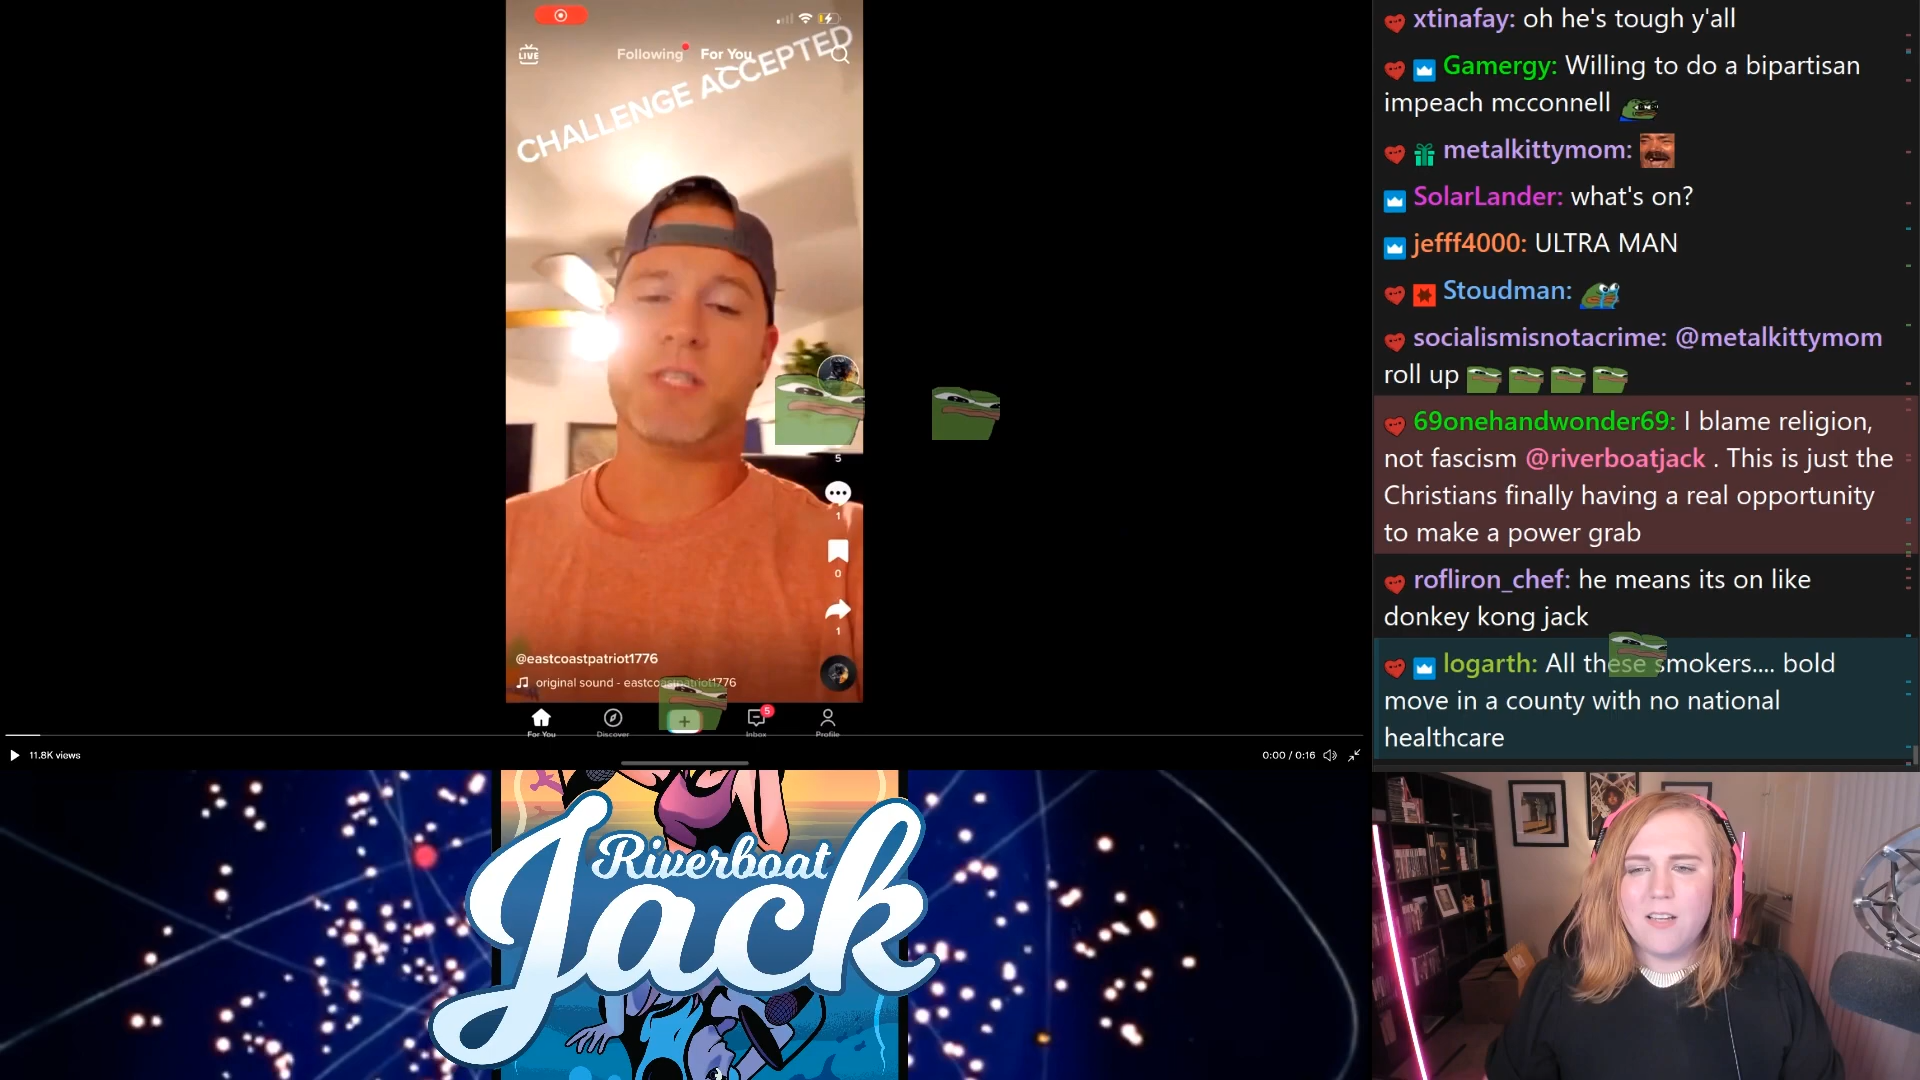 LIVE
Following
For You
CHALLENGE ACCEPTED
5
1
0
1
@eastcoastpatriot1776
original sound - eastcoastpatriot1776
For You
Discover
Inbox
5
Profile
11.8K views
0:00 / 0:16
xtinafay: oh he's tough y'all
Gamergy: Willing to do a bipartisan
impeach mcconnell
metalkittymom:
SolarLander: what's on?
jefff4000: ULTRA MAN
Stoudman:
socialismisnotacrime: @metalkittymom
roll up
69onehandwonder69: I blame religion,
not fascism @riverboatjack . This is just the
Christians finally having a real opportunity
to make a power grab
rofliron_chef: he means its on like
donkey kong jack
logarth: All these smokers.... bold
move in a county with no national
healthcare
Riverboat
Jack